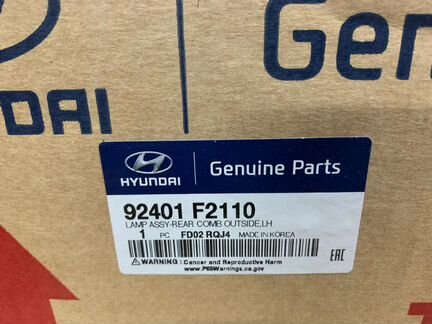 Gen
HYUNDAI
HYUNDAI
Genuine Parts
92401 F2110
LAMP ASSY-REAR COMB OUTSIDE,LH
1 PC FD02 RQJ4 MADE IN KOREA
EAC
⚠WARNING : Cancer and Reproductive Harm
www.P65Warnings.ca.gov